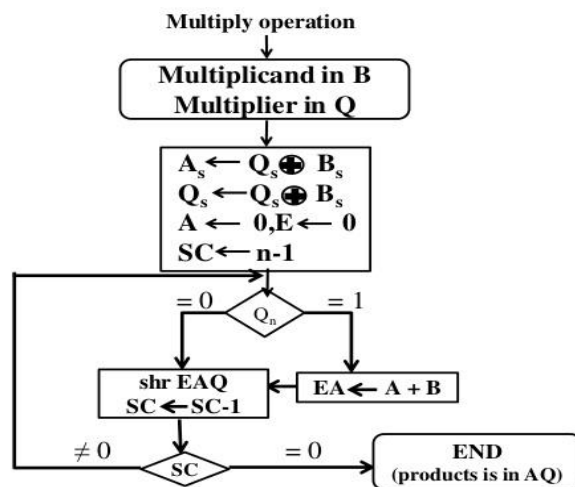 Multiply operation
Multiplicand in B
Multiplier in Q
Aₛ ← Qₛ ⊕ Bₛ
Qₛ ← Qₛ ⊕ Bₛ
A ← 0,E ← 0
SC ← n-1
= 0
= 1
Qₙ
shr EAQ
SC ← SC-1
EA ← A + B
≠ 0
SC
= 0
END
(products is in AQ)